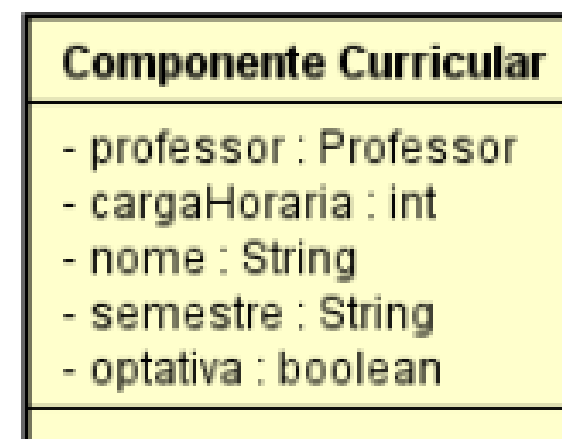 Componente Curricular
- professor : Professor
- cargaHoraria : int
- nome : String
- semestre : String
- optativa : boolean